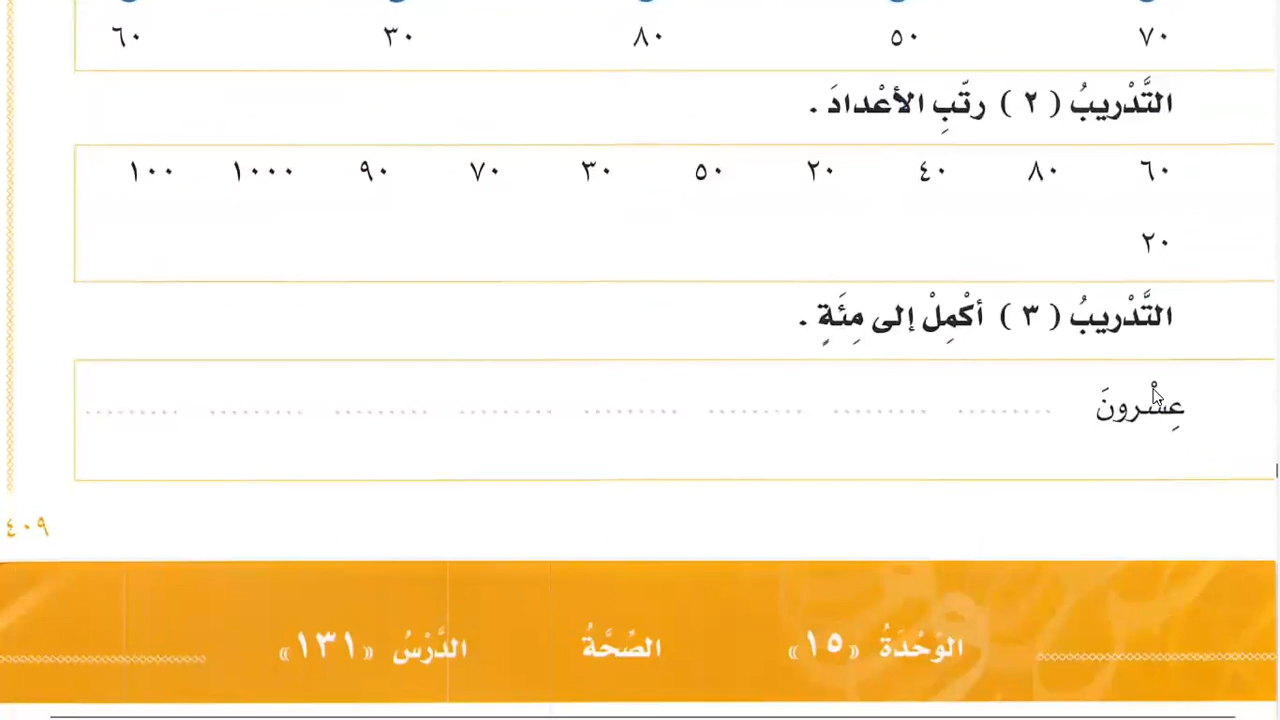 ٧٠ ٥٠ ٨٠ ٣٠ ٦٠
التَّدْريبُ ( ٢ ) رتّبِ الأعْدادَ .
٦٠ ٨٠ ٤٠ ٢٠ ٥٠ ٣٠ ٧٠ ٩٠ ١٠٠٠ ١٠٠
٢٠
التَّدْريبُ ( ٣ ) أكْمِلْ إلى مِئَةٍ .
عِشْرونَ ........... ........... ........... ........... ........... ........... ........... ...........
٤٠٩
الوَحْدَةُ «١٥» الصِّحَّةُ الدَّرْسُ «١٣١»